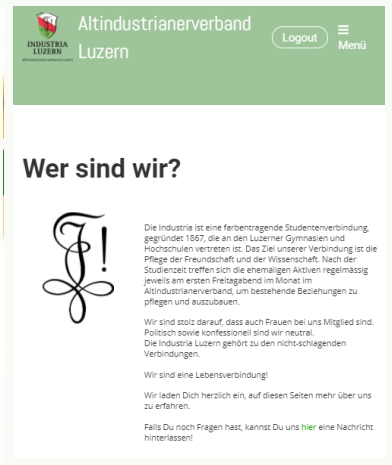 Altindustrianerverband
Luzern
INDUSTRIA
LUZERN
Altindustrianerverband Luzern
Logout
Menü
Wer sind wir?
Die Industria ist eine farbentragende Studentenverbindung,
gegründet 1867, die an den Luzerner Gymnasien und
Hochschulen vertreten ist. Das Ziel unserer Verbindung ist die
Pflege der Freundschaft und der Wissenschaft. Nach der
Studienzeit treffen sich die ehemaligen Aktiven regelmässig
jeweils am ersten Freitagabend im Monat im
Altindustrianerverband, um bestehende Beziehungen zu
pflegen und auszubauen.
Wir sind stolz darauf, dass auch Frauen bei uns Mitglied sind.
Politisch sowie konfessionell sind wir neutral.
Die Industria Luzern gehört zu den nicht-schlagenden
Verbindungen.
Wir sind eine Lebensverbindung!
Wir laden Dich herzlich ein, auf diesen Seiten mehr über uns
zu erfahren.
Falls Du noch Fragen hast, kannst Du uns hier eine Nachricht
hinterlassen!